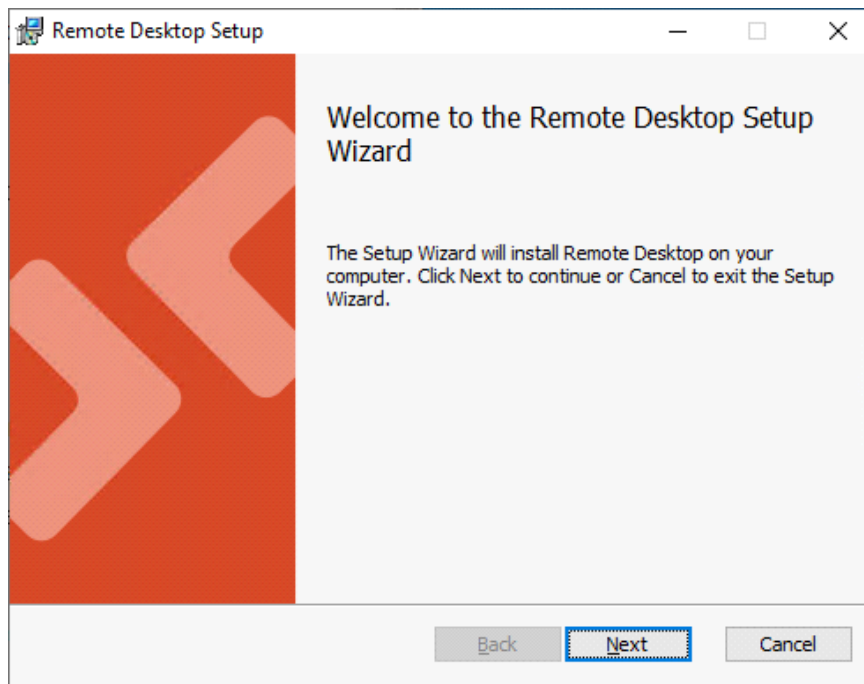 Remote Desktop Setup
Welcome to the Remote Desktop Setup
Wizard
The Setup Wizard will install Remote Desktop on your
computer. Click Next to continue or Cancel to exit the Setup
Wizard.
Back
Next
Cancel